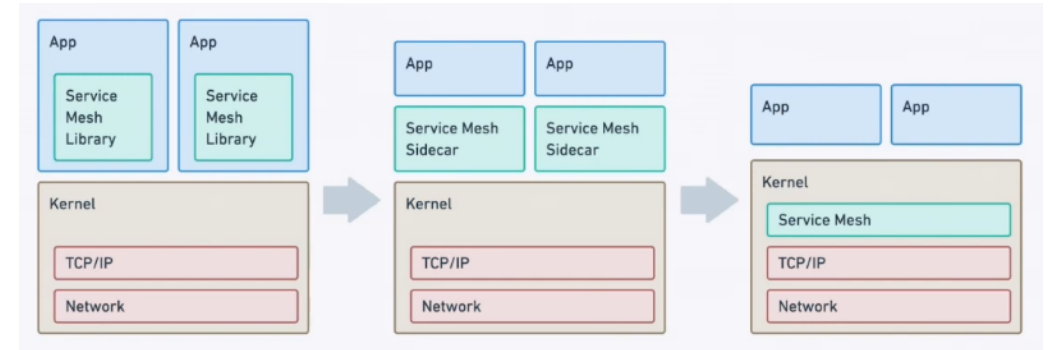 App
App
Service
Mesh
Library
Service
Mesh
Library
Kernel
TCP/IP
Network
App
App
Service Mesh
Sidecar
Service Mesh
Sidecar
Kernel
TCP/IP
Network
App
App
Kernel
Service Mesh
TCP/IP
Network